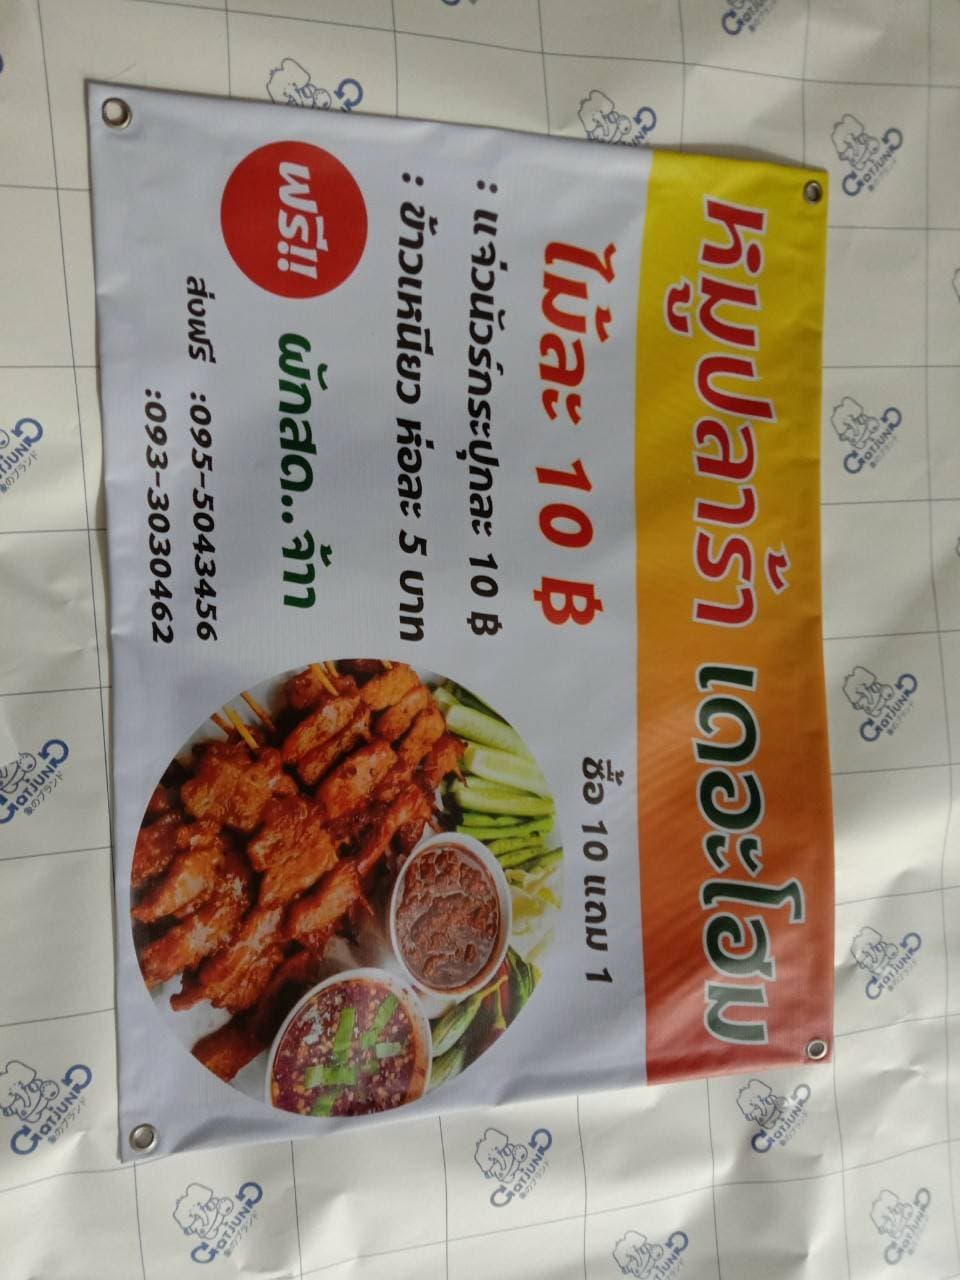 หมูปลาร้า เดอะโฮม
ไม้ละ 10 ฿
ซื้อ 10 แถม 1
: แจ่วนัวร์กระปุกละ 10 ฿
: ข้าวเหนียว ห่อละ 5 บาท
ฟรี!! ผักสด..จ้า
ส่งฟรี :095-5043456
:093-3030462